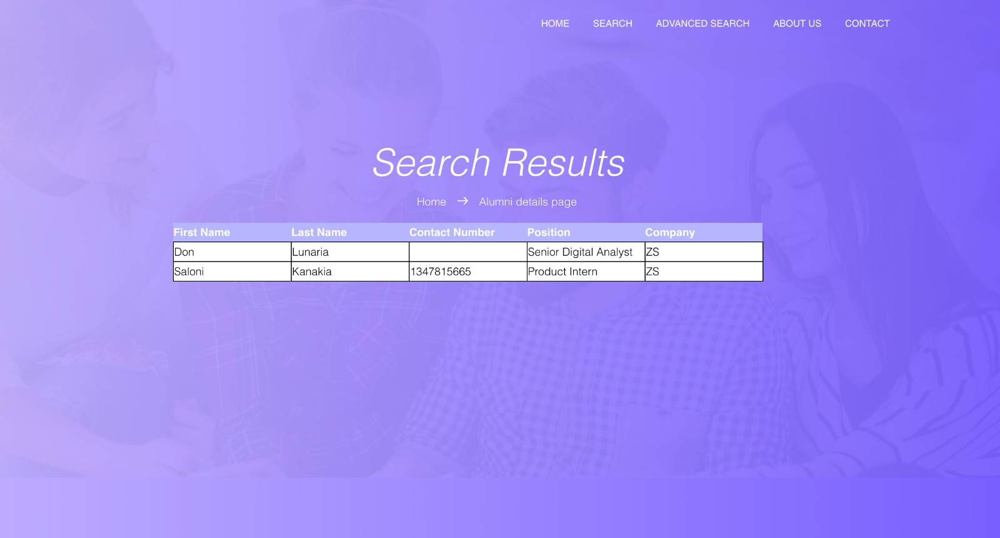 HOME SEARCH ADVANCED SEARCH ABOUT US CONTACT
Search Results
Home → Alumni details page
First Name Last Name Contact Number Position Company
Don Lunaria Senior Digital Analyst ZS
Saloni Kanakia 1347815665 Product Intern ZS